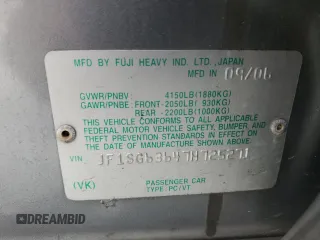 MFD BY FUJI HEAVY IND. LTD. JAPAN
MFD IN 09/06
GVWR/PNBV : 4150LB(1880KG)
GAWR/PNBE: FRONT-2050LB( 930KG)
REAR -2200LB(1000KG)
THIS VEHICLE CONFORMS TO ALL APPLICABLE
FEDERAL MOTOR VEHICLE SAFETY, BUMPER, AND
THEFT PREVENTION STANDARDS IN EFFECT ON
THE DATE OF MANUFACTURE SHOWN ABOVE.
VIN
PASSENGER CAR
(VK) TYPE:PC/VT